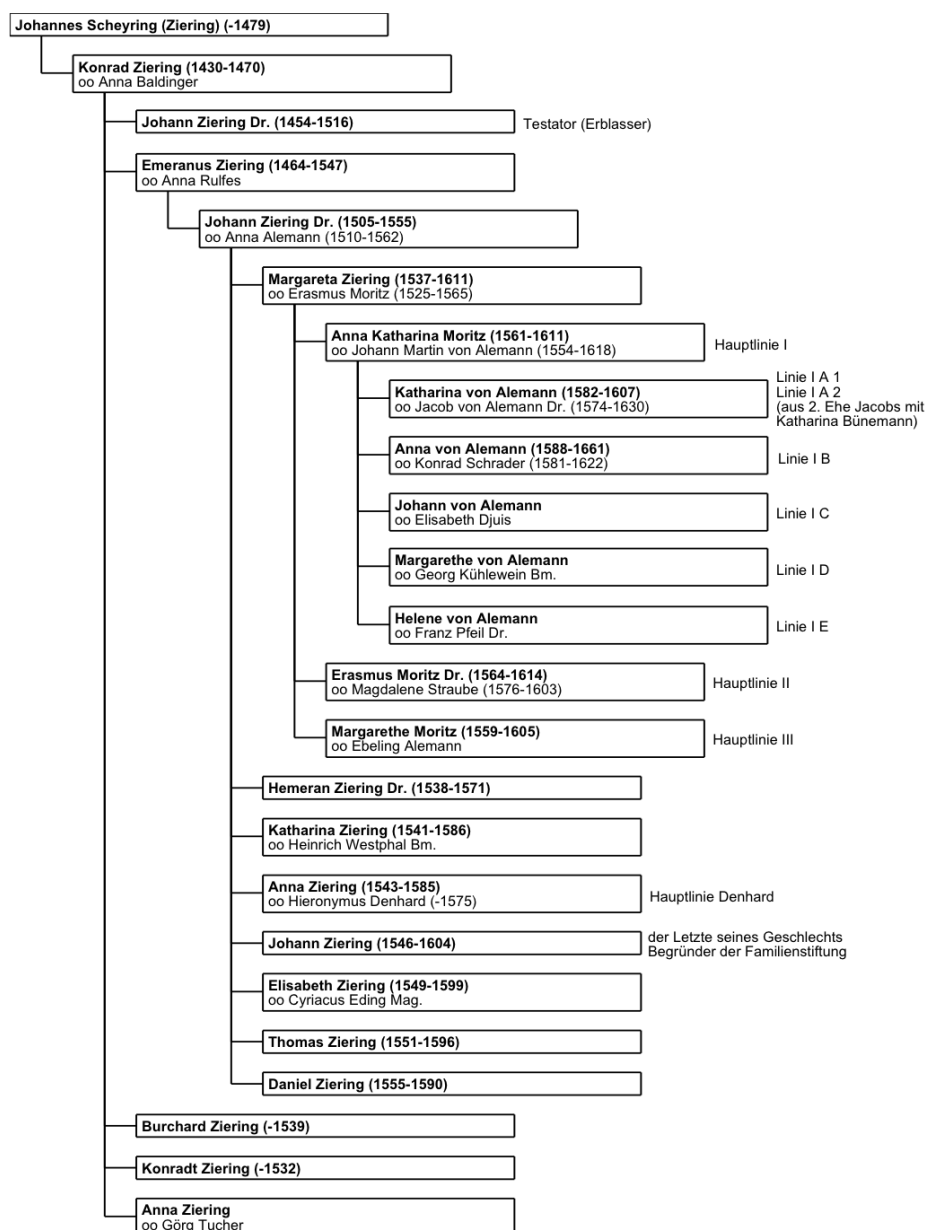 Johannes Scheyring (Ziering) (-1479)
Konrad Ziering (1430-1470)
oo Anna Baldinger
Johann Ziering Dr. (1454-1516)
Testator (Erblasser)
Emeranus Ziering (1464-1547)
oo Anna Rulfes
Johann Ziering Dr. (1505-1555)
oo Anna Alemann (1510-1562)
Margareta Ziering (1537-1611)
oo Erasmus Moritz (1525-1565)
Anna Katharina Moritz (1561-1611)
oo Johann Martin von Alemann (1554-1618)
Hauptlinie I
Katharina von Alemann (1582-1607)
oo Jacob von Alemann Dr. (1574-1630)
Linie I A 1
Linie I A 2
(aus 2. Ehe Jacobs mit
Katharina Bünemann)
Anna von Alemann (1588-1661)
oo Konrad Schrader (1581-1622)
Linie I B
Johann von Alemann
oo Elisabeth Djuis
Linie I C
Margarethe von Alemann
oo Georg Kühlewein Bm.
Linie I D
Helene von Alemann
oo Franz Pfeil Dr.
Linie I E
Erasmus Moritz Dr. (1564-1614)
oo Magdalene Straube (1576-1603)
Hauptlinie II
Margarethe Moritz (1559-1605)
oo Ebeling Alemann
Hauptlinie III
Hemeran Ziering Dr. (1538-1571)
Katharina Ziering (1541-1586)
oo Heinrich Westphal Bm.
Anna Ziering (1543-1585)
oo Hieronymus Denhard (-1575)
Hauptlinie Denhard
Johann Ziering (1546-1604)
der Letzte seines Geschlechts
Begründer der Familienstiftung
Elisabeth Ziering (1549-1599)
oo Cyriacus Eding Mag.
Thomas Ziering (1551-1596)
Daniel Ziering (1555-1590)
Burchard Ziering (-1539)
Konradt Ziering (-1532)
Anna Ziering
oo Görg Tucher